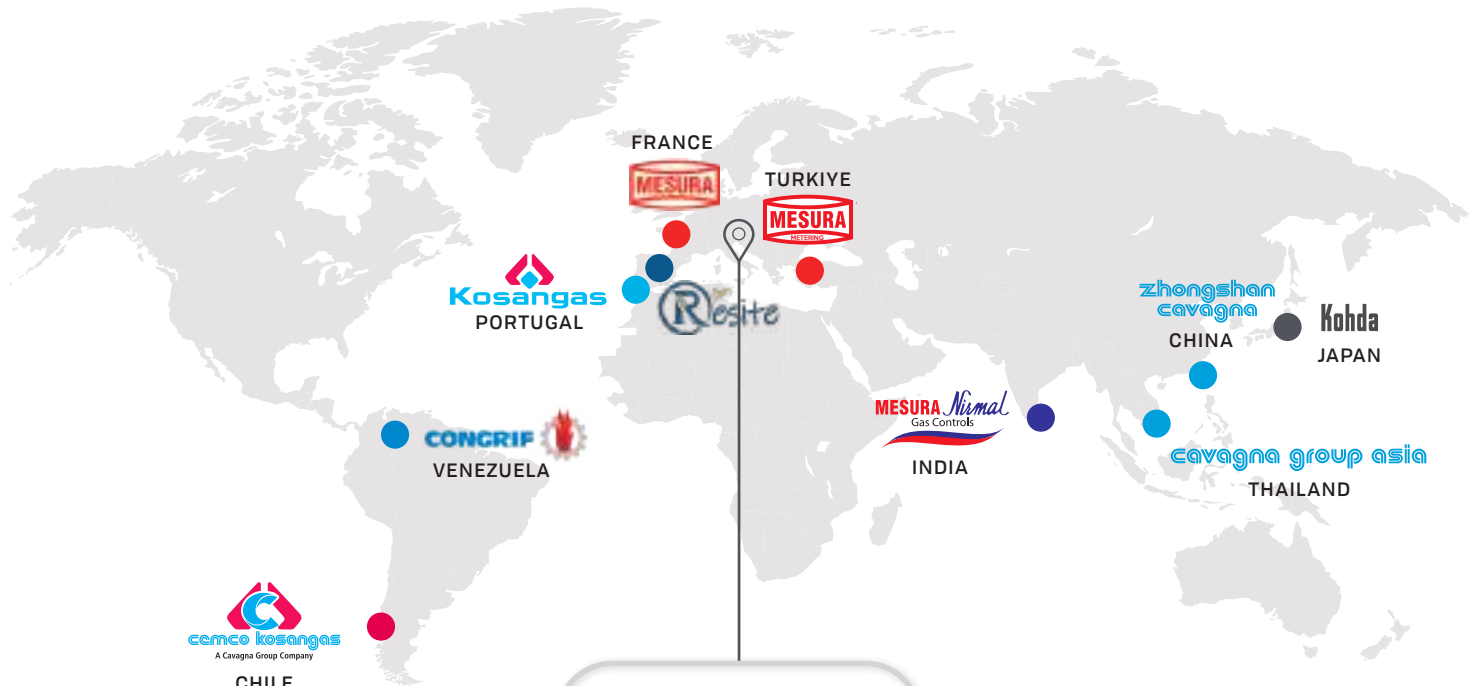 FRANCE
MESURA
TURKIYE
MESURA
METERING
Kosangas
PORTUGAL
Resite
zhongshan
cavagna
CHINA
Kohda
JAPAN
MESURA Nirmal
Gas Controls
INDIA
cavagna group asia
THAILAND
CONGRIF
VENEZUELA
C
cemco kosangas
A Cavagna Group Company
CHILE